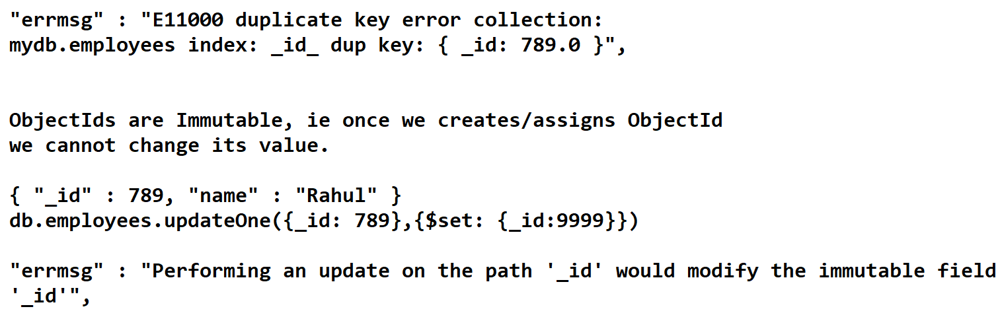 "errmsg" : "E11000 duplicate key error collection:
mydb.employees index: _id_ dup key: { _id: 789.0 }",
ObjectIds are Immutable, ie once we creates/assigns ObjectId
we cannot change its value.
{ "_id" : 789, "name" : "Rahul" }
db.employees.updateOne({_id: 789},{$set: {_id:9999}})
"errmsg" : "Performing an update on the path '_id' would modify the immutable field
'_id'",